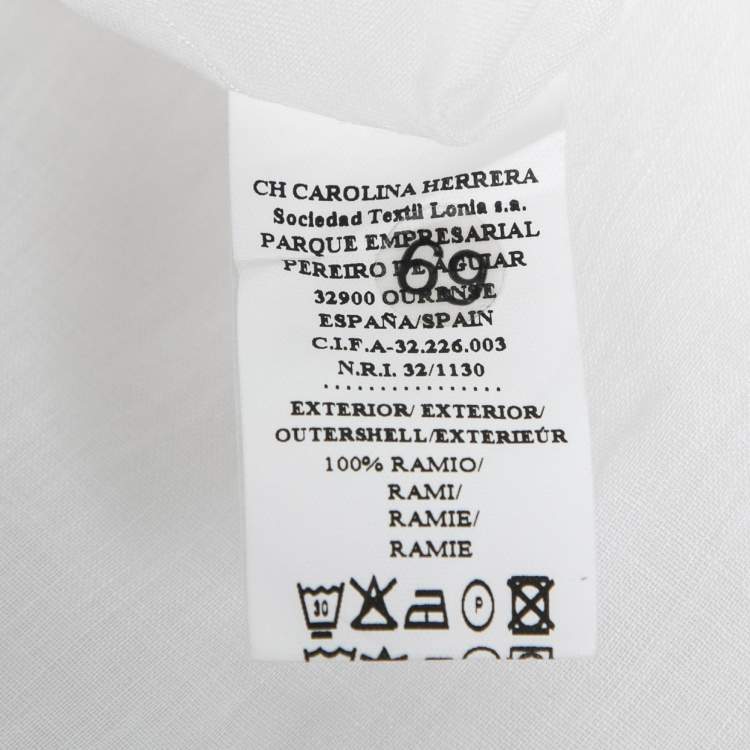 CH CAROLINA HERRERA
Sociedad Textil Lonia s.a.
PARQUE EMPRESARIAL
PEREIRO DE AGUIAR
69
32900 OURENSE
ESPAÑA/SPAIN
C.I.F.A-32.226.003
N.R.I. 32/1130
EXTERIOR/ EXTERIOR/
OUTERSHELL/EXTERIEÚR
100% RAMIO/
RAMI/
RAMIE/
RAMIE
30 P